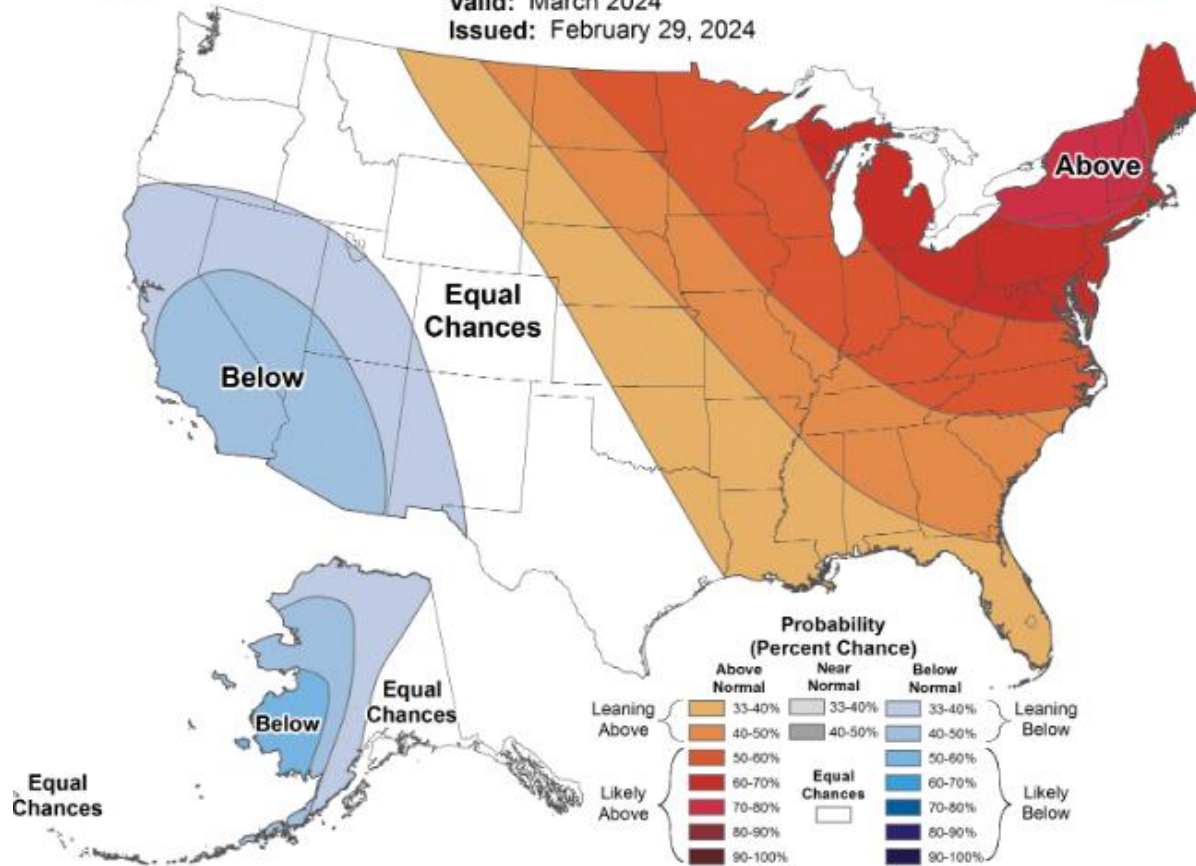 Valid: March 2024
Issued: February 29, 2024
Above
Equal
Chances
Below
Equal
Chances
Below
Equal
Chances
Probability
(Percent Chance)
Above
Normal
Near
Normal
Below
Normal
Leaning
Above
33-40%
33-40%
33-40%
Leaning
Below
40-50%
40-50%
40-50%
Likely
Above
50-60%
Equal
Chances
50-60%
Likely
Below
60-70%
60-70%
70-80%
70-80%
80-90%
80-90%
90-100%
90-100%